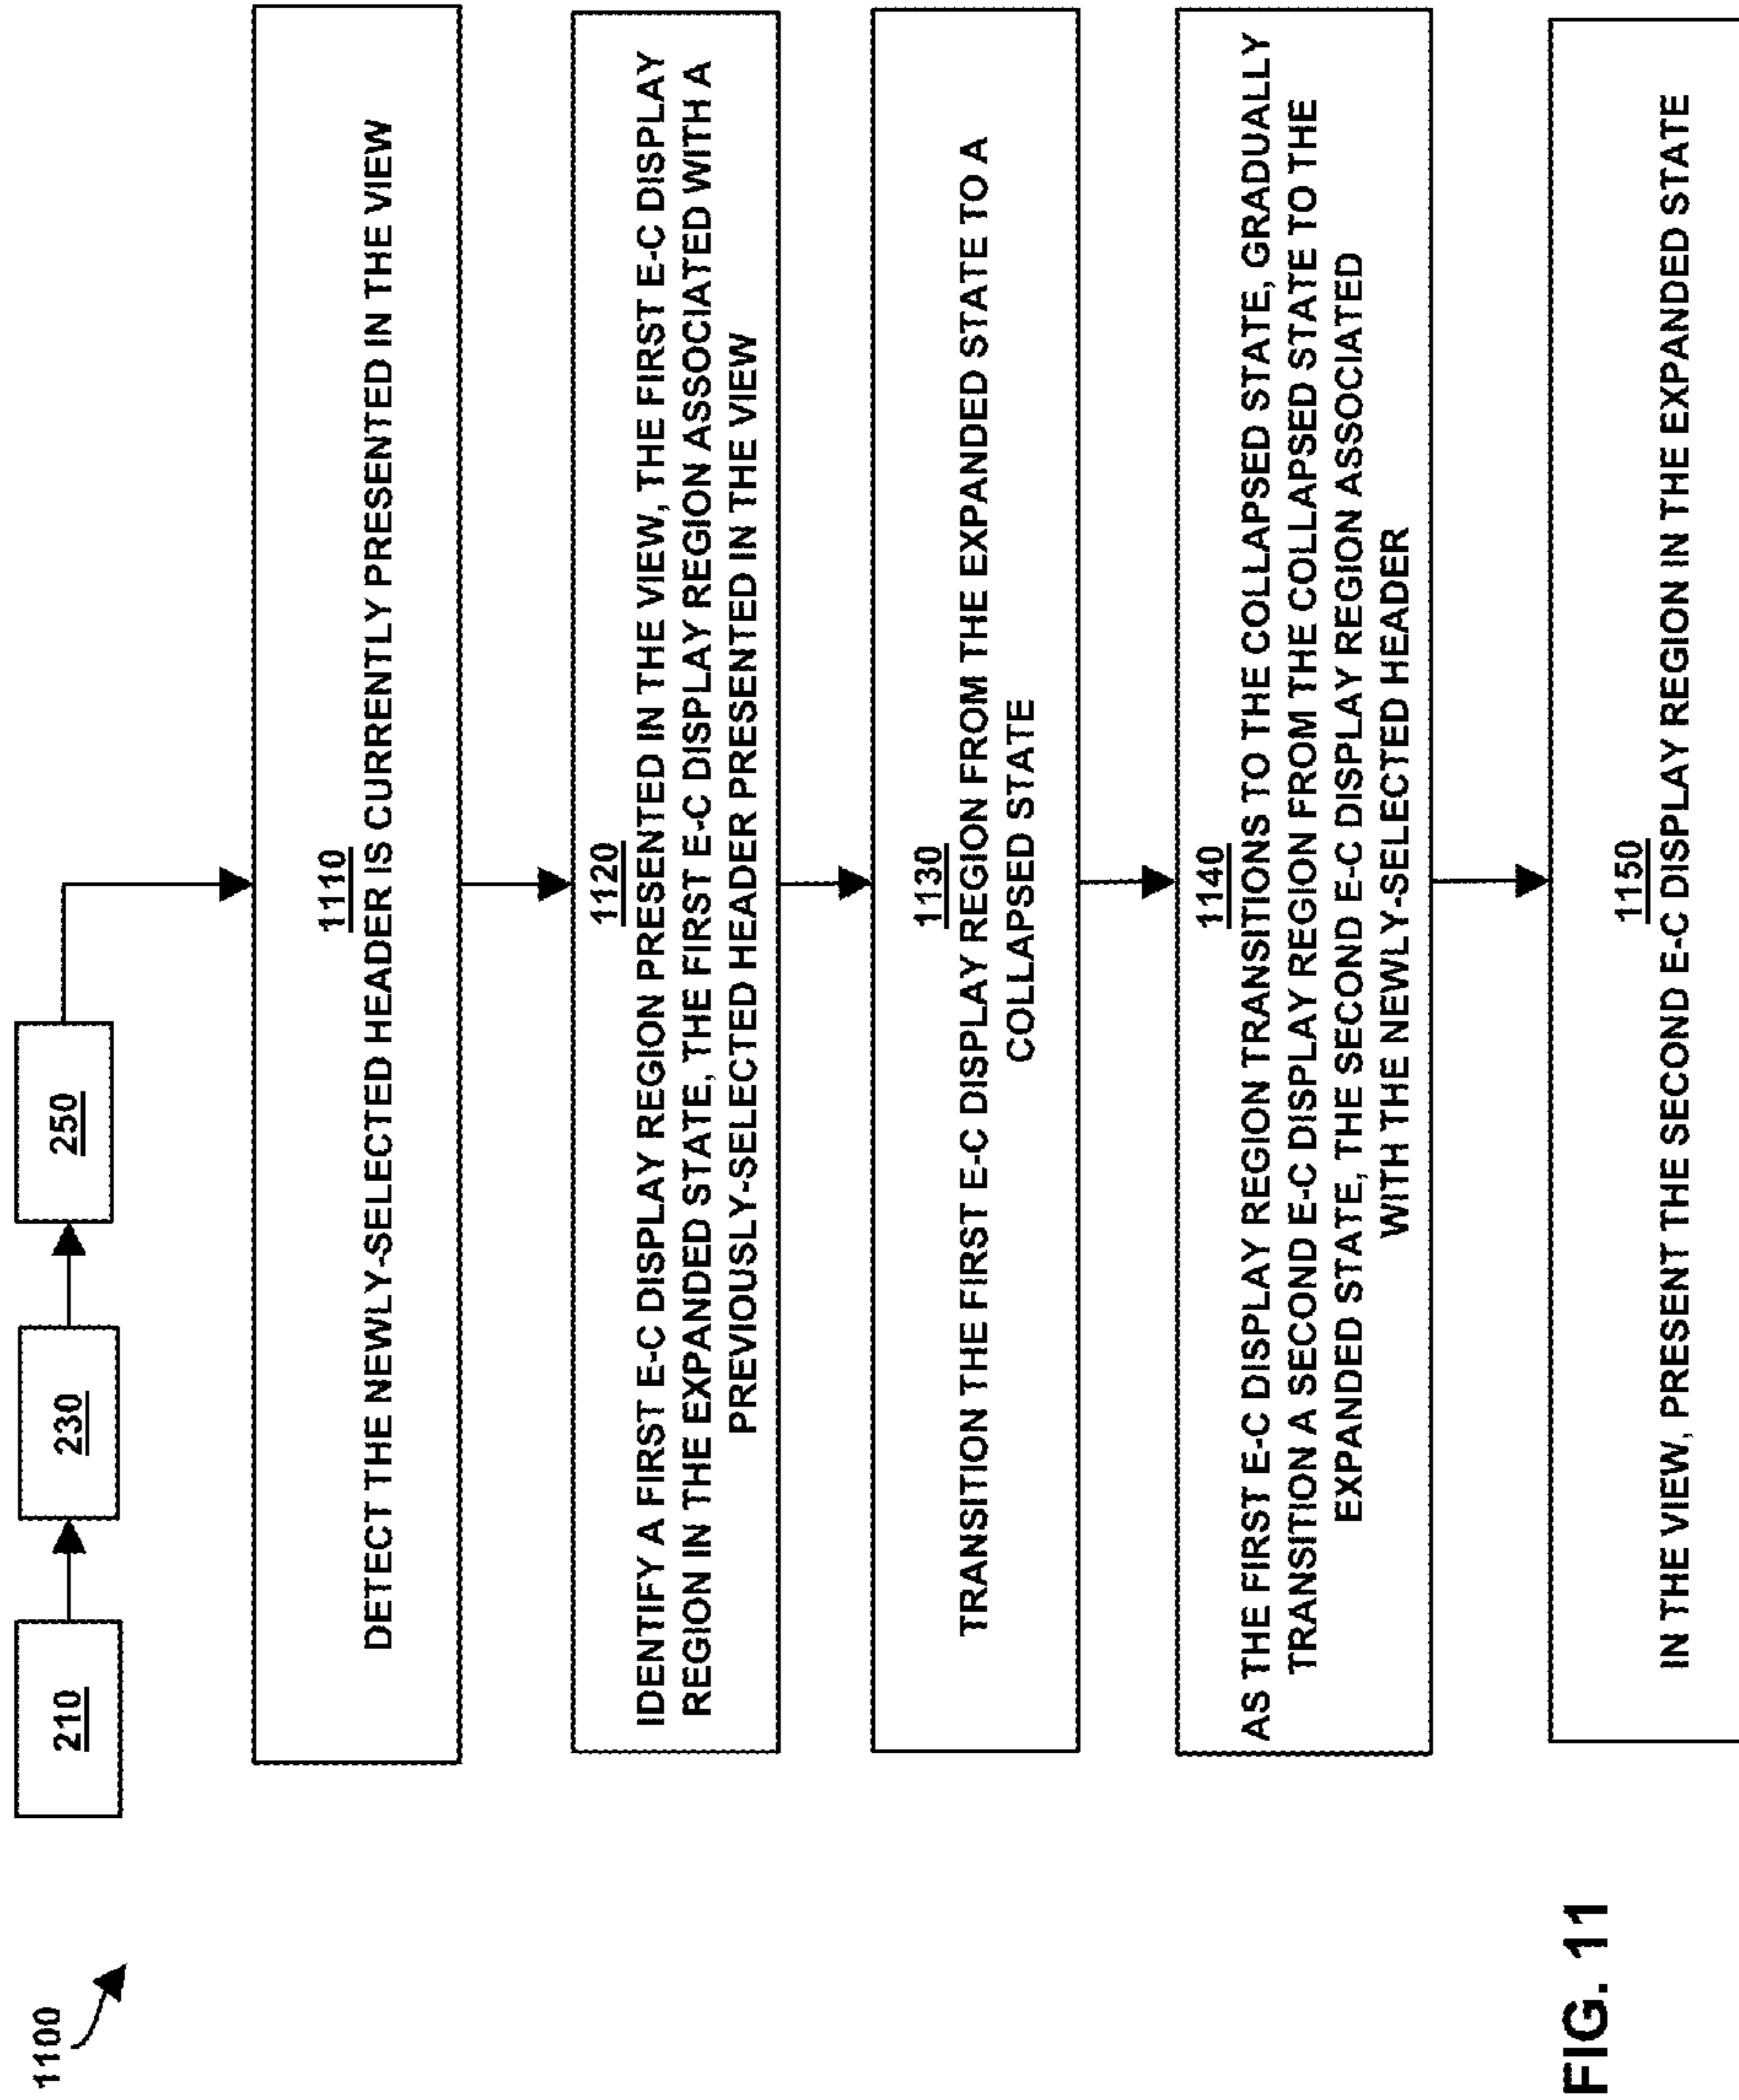 1100
210
230
250
1110
DETECT THE NEWLY-SELECTED HEADER IS CURRENTLY PRESENTED IN THE VIEW
1120
IDENTIFY A FIRST E-C DISPLAY REGION PRESENTED IN THE VIEW, THE FIRST E-C DISPLAY
REGION IN THE EXPANDED STATE, THE FIRST E-C DISPLAY REGION ASSOCIATED WITH A
PREVIOUSLY-SELECTED HEADER PRESENTED IN THE VIEW
1130
TRANSITION THE FIRST E-C DISPLAY REGION FROM THE EXPANDED STATE TO A
COLLAPSED STATE
1140
AS THE FIRST E-C DISPLAY REGION TRANSITIONS TO THE COLLAPSED STATE, GRADUALLY
TRANSITION A SECOND E-C DISPLAY REGION FROM THE COLLAPSED STATE TO THE
EXPANDED STATE, THE SECOND E-C DISPLAY REGION ASSOCIATED
WITH THE NEWLY-SELECTED HEADER
1150
IN THE VIEW, PRESENT THE SECOND E-C DISPLAY REGION IN THE EXPANDED STATE
FIG. 11